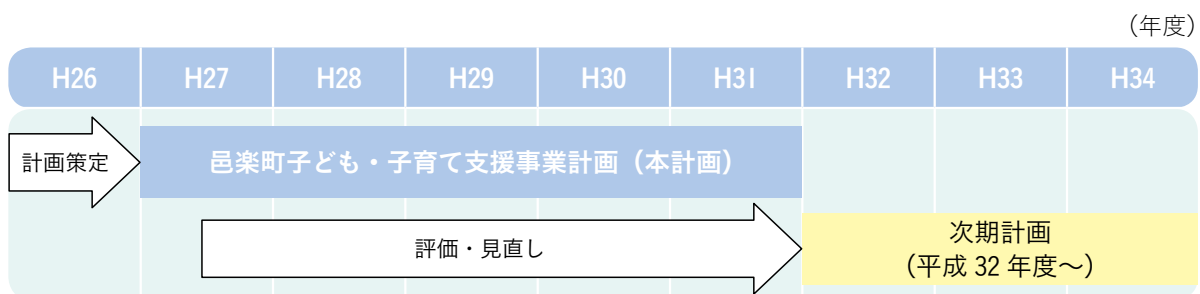 （年度）
H26 H27 H28 H29 H30 H31 H32 H33 H34
計画策定 邑楽町子ども・子育て支援事業計画（本計画）
評価・見直し
次期計画
（平成 32 年度～）